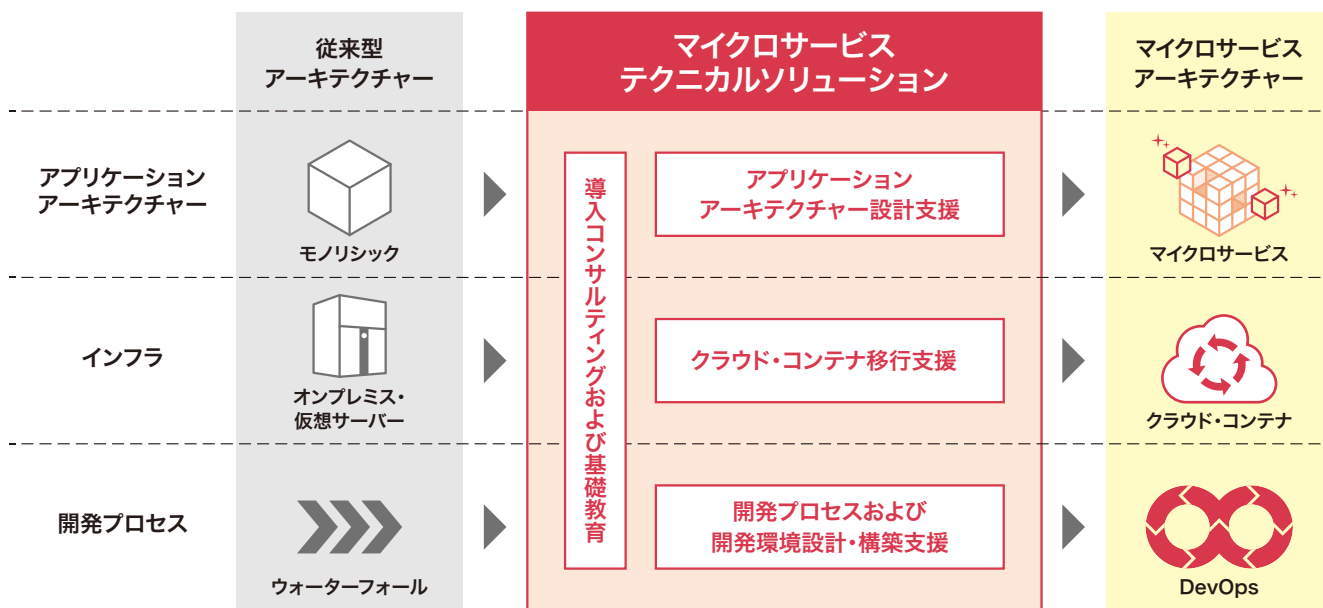 従来型
アーキテクチャー
マイクロサービス
テクニカルソリューション
マイクロサービス
アーキテクチャー
アプリケーション
アーキテクチャー
モノリシック
導入コンサルティングおよび基礎教育
アプリケーション
アーキテクチャー設計支援
マイクロサービス
インフラ
オンプレミス・
仮想サーバー
クラウド・コンテナ移行支援
クラウド・コンテナ
開発プロセス
ウォーターフォール
開発プロセスおよび
開発環境設計・構築支援
DevOps